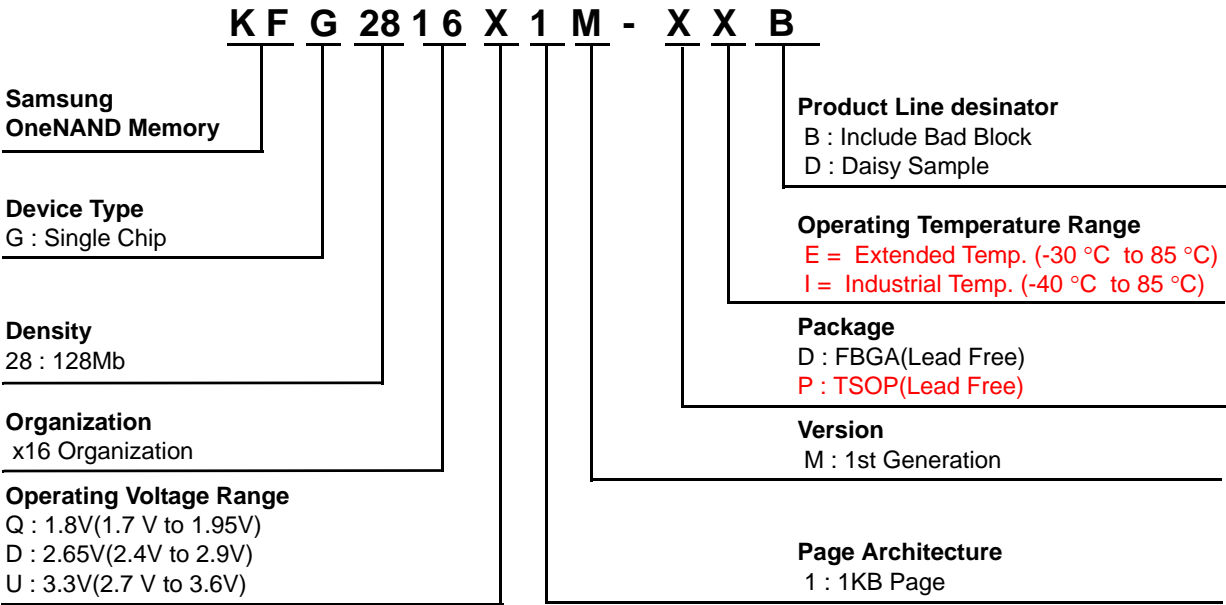 K F G 28 1 6 X 1 M - X X B
Samsung
OneNAND Memory
Device Type
G : Single Chip
Density
28 : 128Mb
Organization
x16 Organization
Operating Voltage Range
Q : 1.8V(1.7 V to 1.95V)
D : 2.65V(2.4V to 2.9V)
U : 3.3V(2.7 V to 3.6V)
Product Line desinator
B : Include Bad Block
D : Daisy Sample
Operating Temperature Range
E = Extended Temp. (-30 °C to 85 °C)
I = Industrial Temp. (-40 °C to 85 °C)
Package
D : FBGA(Lead Free)
P : TSOP(Lead Free)
Version
M : 1st Generation
Page Architecture
1 : 1KB Page